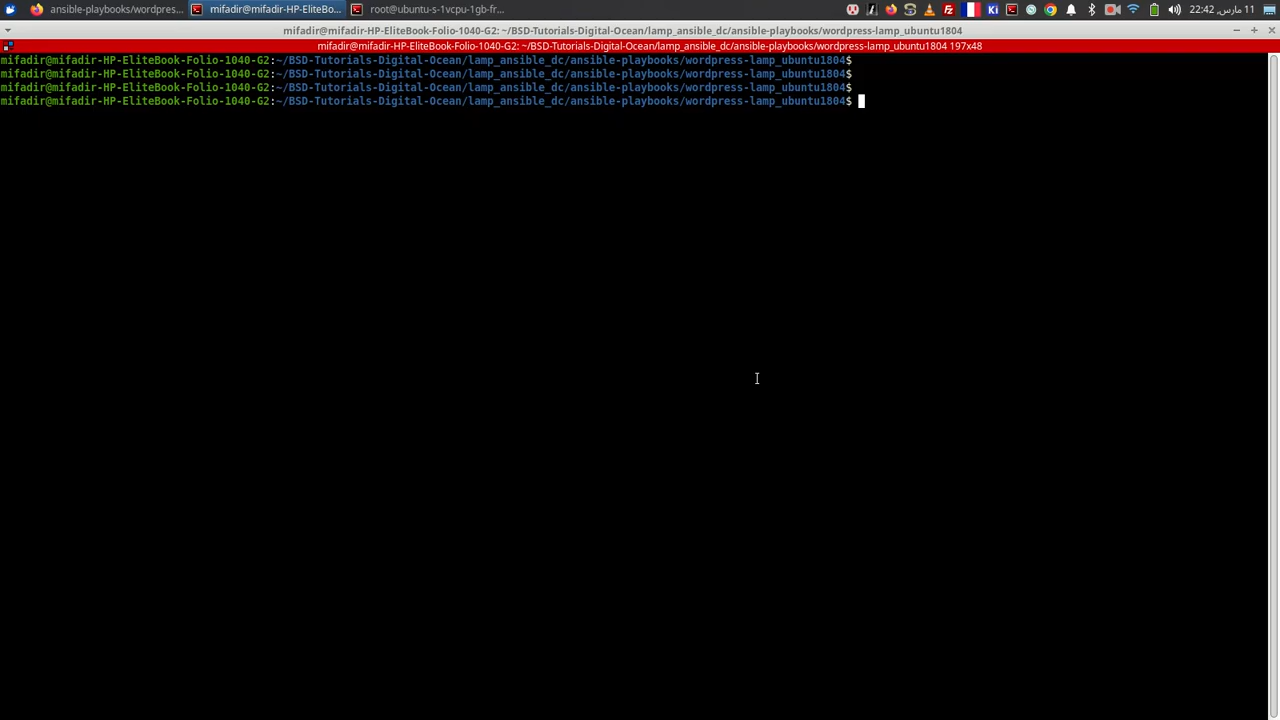 ansible-playbooks/wordpres... mifadir@mifadir-HP-EliteBo... root@ubuntu-s-1vcpu-1gb-fr... fz Ki 22:42 ,مارس 11
mifadir@mifadir-HP-EliteBook-Folio-1040-G2: ~/BSD-Tutorials-Digital-Ocean/lamp_ansible_dc/ansible-playbooks/wordpress-lamp_ubuntu1804
mifadir@mifadir-HP-EliteBook-Folio-1040-G2: ~/BSD-Tutorials-Digital-Ocean/lamp_ansible_dc/ansible-playbooks/wordpress-lamp_ubuntu1804 197x48
mifadir@mifadir-HP-EliteBook-Folio-1040-G2:~/BSD-Tutorials-Digital-Ocean/lamp_ansible_dc/ansible-playbooks/wordpress-lamp_ubuntu1804$
mifadir@mifadir-HP-EliteBook-Folio-1040-G2:~/BSD-Tutorials-Digital-Ocean/lamp_ansible_dc/ansible-playbooks/wordpress-lamp_ubuntu1804$
mifadir@mifadir-HP-EliteBook-Folio-1040-G2:~/BSD-Tutorials-Digital-Ocean/lamp_ansible_dc/ansible-playbooks/wordpress-lamp_ubuntu1804$
mifadir@mifadir-HP-EliteBook-Folio-1040-G2:~/BSD-Tutorials-Digital-Ocean/lamp_ansible_dc/ansible-playbooks/wordpress-lamp_ubuntu1804$